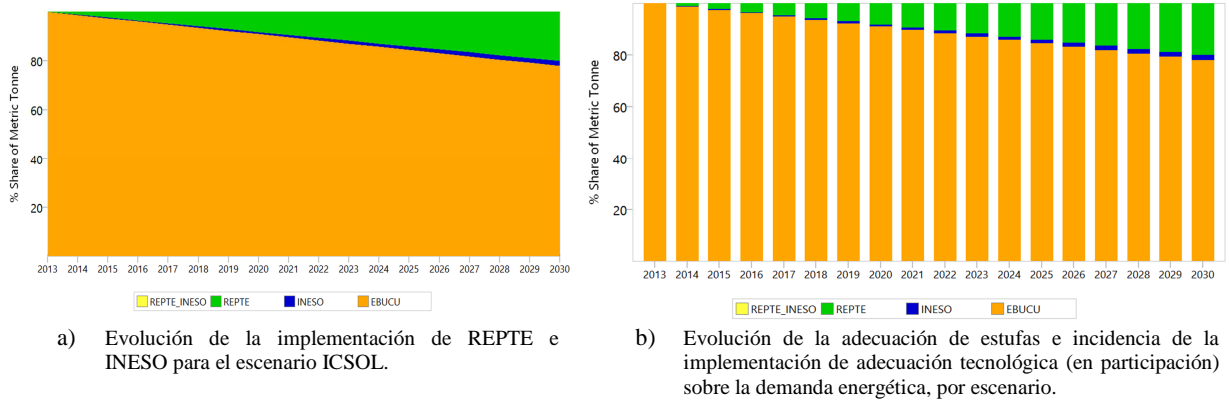 % Share of Metric Tonne
80
60
40
20
2013 2014 2015 2016 2017 2018 2019 2020 2021 2022 2023 2024 2025 2026 2027 2028 2029 2030
REPTE_INESO REPTE INESO EBUCU
a) Evolución de la implementación de REPTE e
INESO para el escenario ICSOL.
% Share of Metric Tonne
80
60
40
20
2013 2014 2015 2016 2017 2018 2019 2020 2021 2022 2023 2024 2025 2026 2027 2028 2029 2030
REPTE_INESO REPTE INESO EBUCU
b) Evolución de la adecuación de estufas e incidencia de la
implementación de adecuación tecnológica (en participación)
sobre la demanda energética, por escenario.